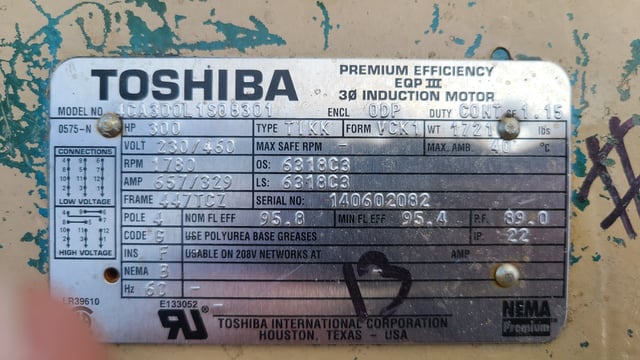 TOSHIBA
PREMIUM EFFICIENCY
EQP III
3Ø INDUCTION MOTOR
MODEL NO ENCL ODP DUTY CONT SF 1.15
0575-N HP 300 TYPE TIKK FORM VCK1 WT 1721 lbs
VOLT 230/460 MAX SAFE RPM - MAX. AMB. 40 °C
RPM 1780 OS: 6318C3
AMP 657/329 LS: 6318C3
FRAME 447TCZ SERIAL NO: 140602082
POLE 4 NOM FL EFF 95.8 MIN FL EFF 95.4 P.F. 89.0
CODE G USE POLYUREA BASE GREASES IP 22
INS F USABLE ON 208V NETWORKS AT AMP
NEMA B -
Hz 60 -
CONNECTIONS
LOW VOLTAGE
HIGH VOLTAGE
LR39610
E133052 -
RU
TOSHIBA INTERNATIONAL CORPORATION
HOUSTON, TEXAS - USA
NEMA
Premium
13
#